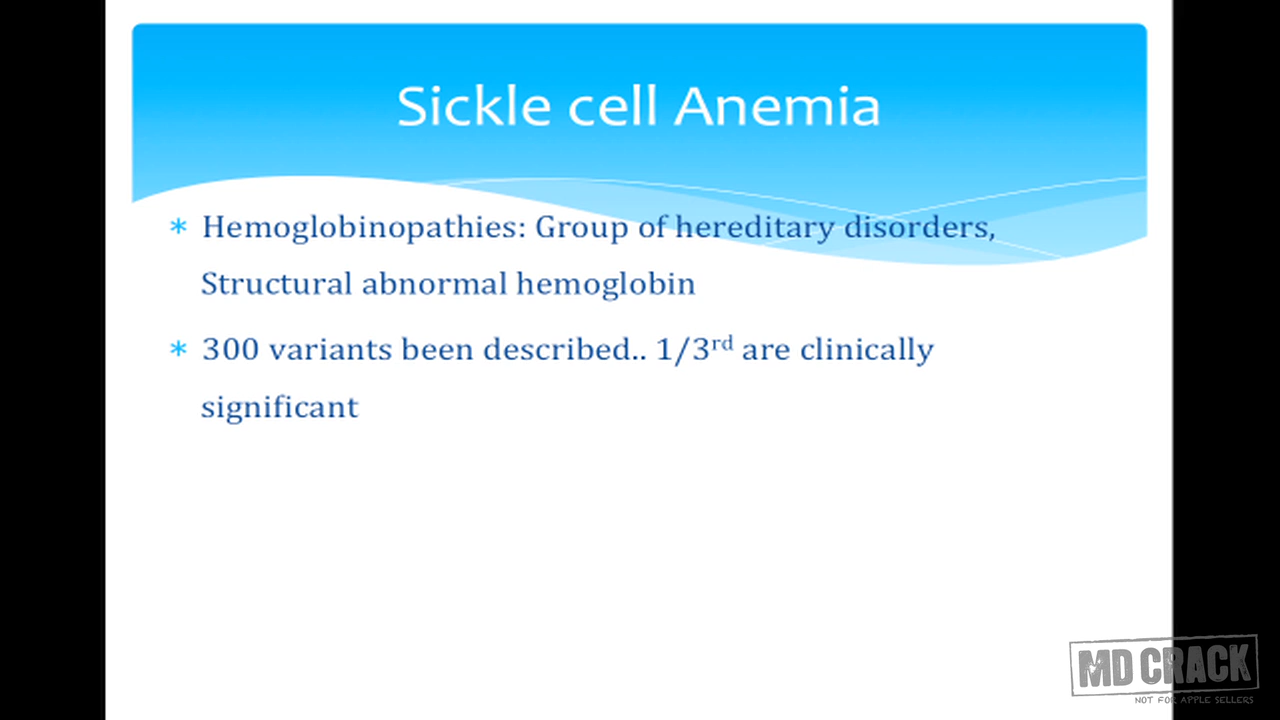 Sickle cell Anemia
* Hemoglobinopathies: Group of hereditary disorders,
Structural abnormal hemoglobin
* 300 variants been described.. 1/3rd are clinically
significant
MD CRACK
NOT FOR APPLE SELLERS